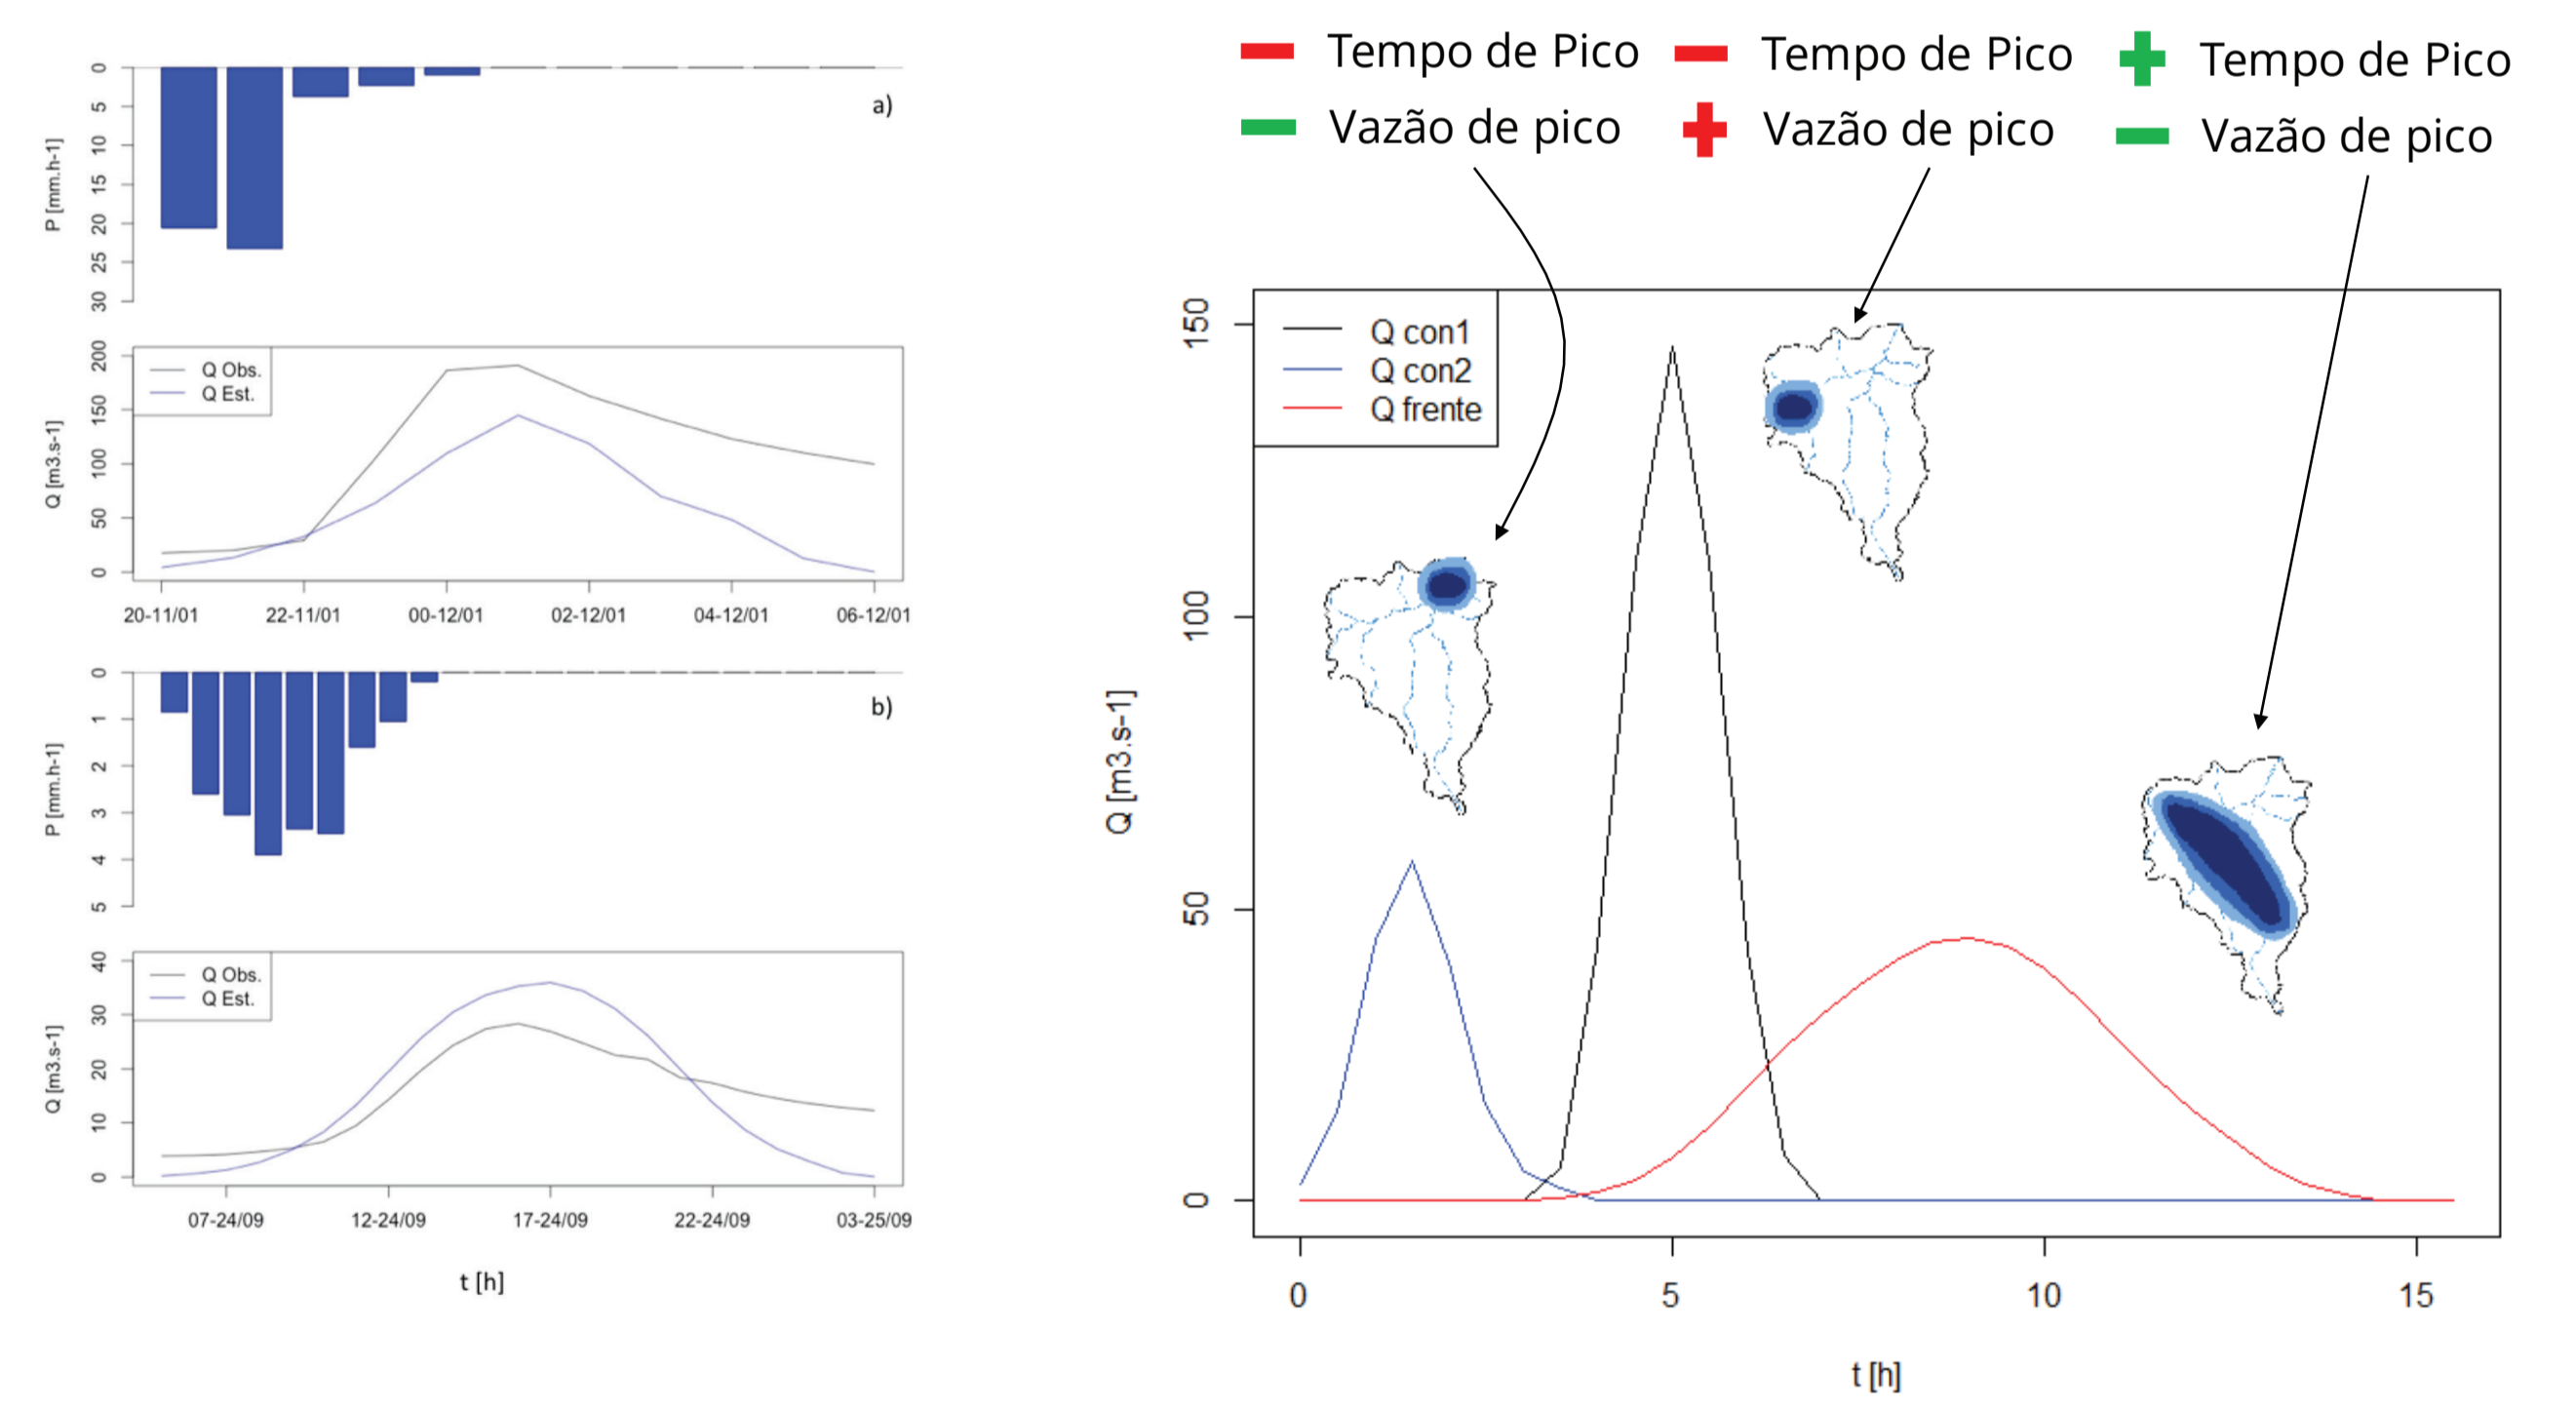 Tempo de Pico
Vazão de pico
Tempo de Pico
Vazão de pico
Tempo de Pico
Vazão de pico
a)
P [mm.h-1]
0
5
10
15
20
25
30
Q Obs.
Q Est.
Q [m3.s-1]
200
150
100
50
0
20-11/01 22-11/01 00-12/01 02-12/01 04-12/01 06-12/01
b)
P [mm.h-1]
0
1
2
3
4
5
Q Obs.
Q Est.
Q [m3.s-1]
40
30
20
10
0
07-24/09 12-24/09 17-24/09 22-24/09 03-25/09
t [h]
Q con1
Q con2
Q frente
Q [m3.s-1]
150
100
50
0
0 5 10 15
t [h]